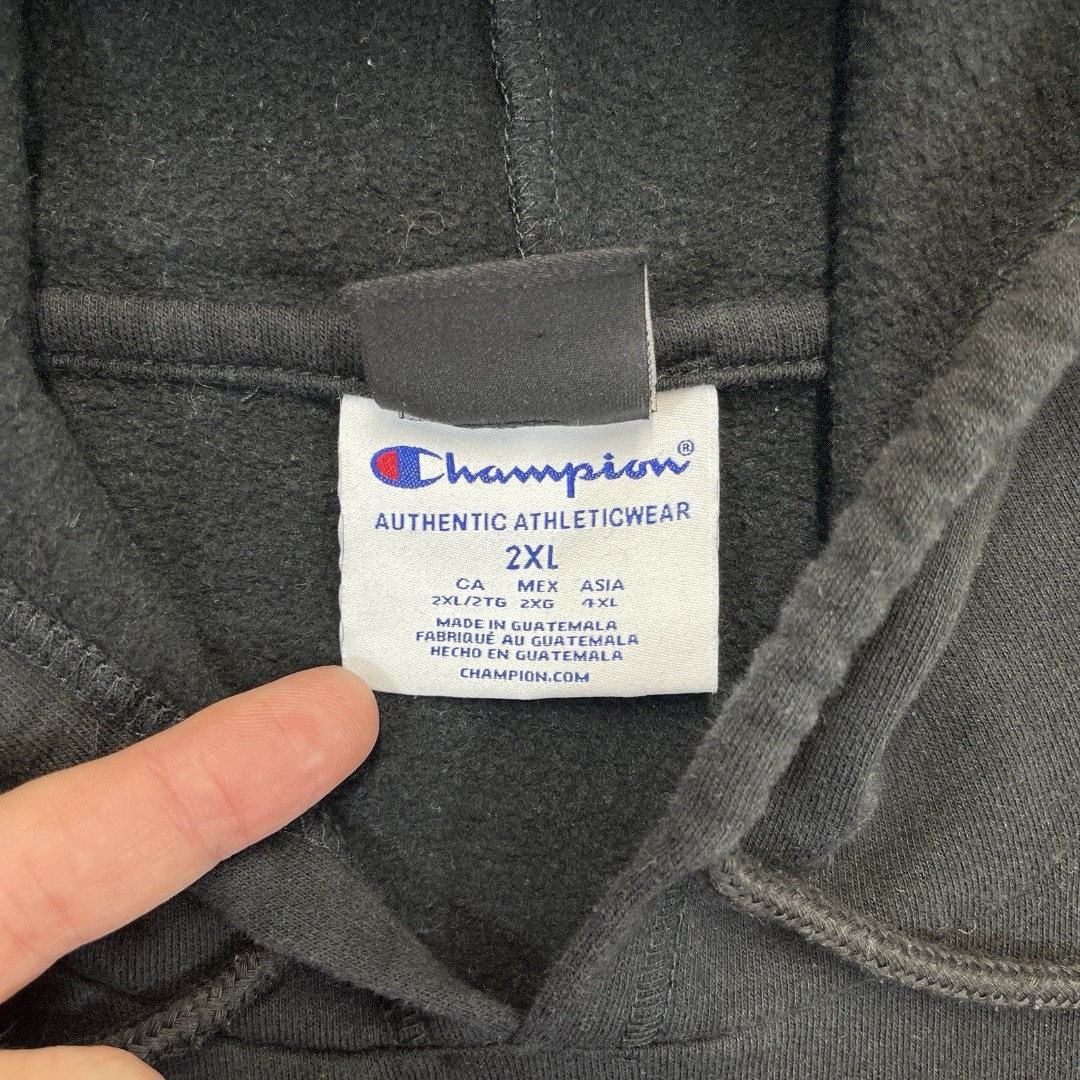 Champion®
AUTHENTIC ATHLETICWEAR
2XL
CA MEX ASIA
2XL/2TG 2XG 4XL
MADE IN GUATEMALA
FABRIQUÉ AU GUATEMALA
HECHO EN GUATEMALA
CHAMPION.COM